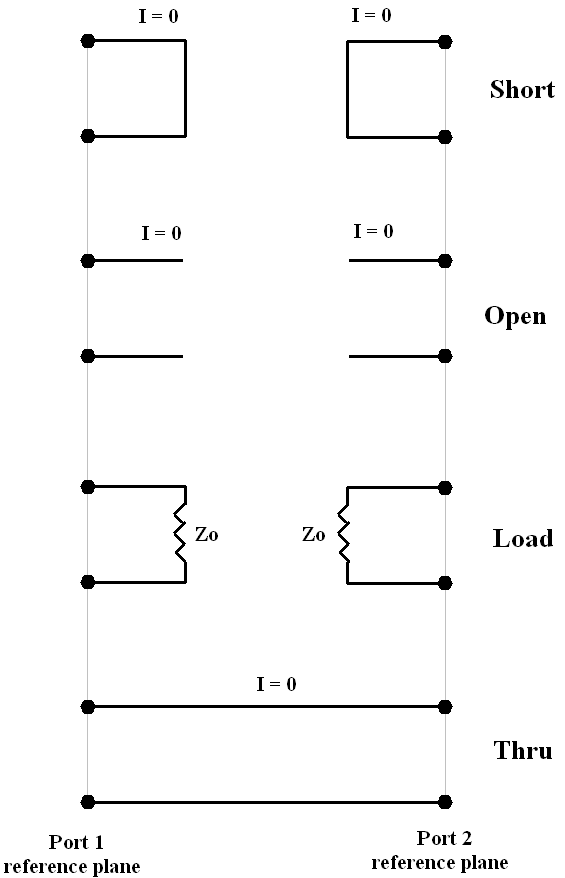 I = 0
I = 0
Short
I = 0
I = 0
Open
Zo
Zo
Load
I = 0
Thru
Port 1
reference plane
Port 2
reference plane